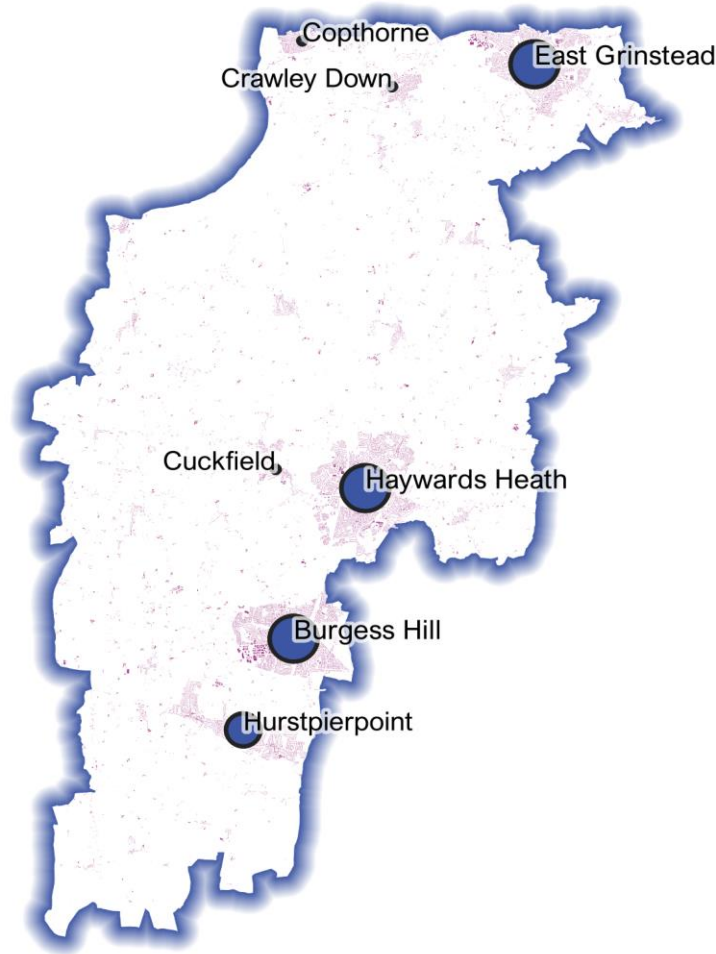 Copthorne
East Grinstead
Crawley Down
Cuckfield
Haywards Heath
Burgess Hill
Hurstpierpoint